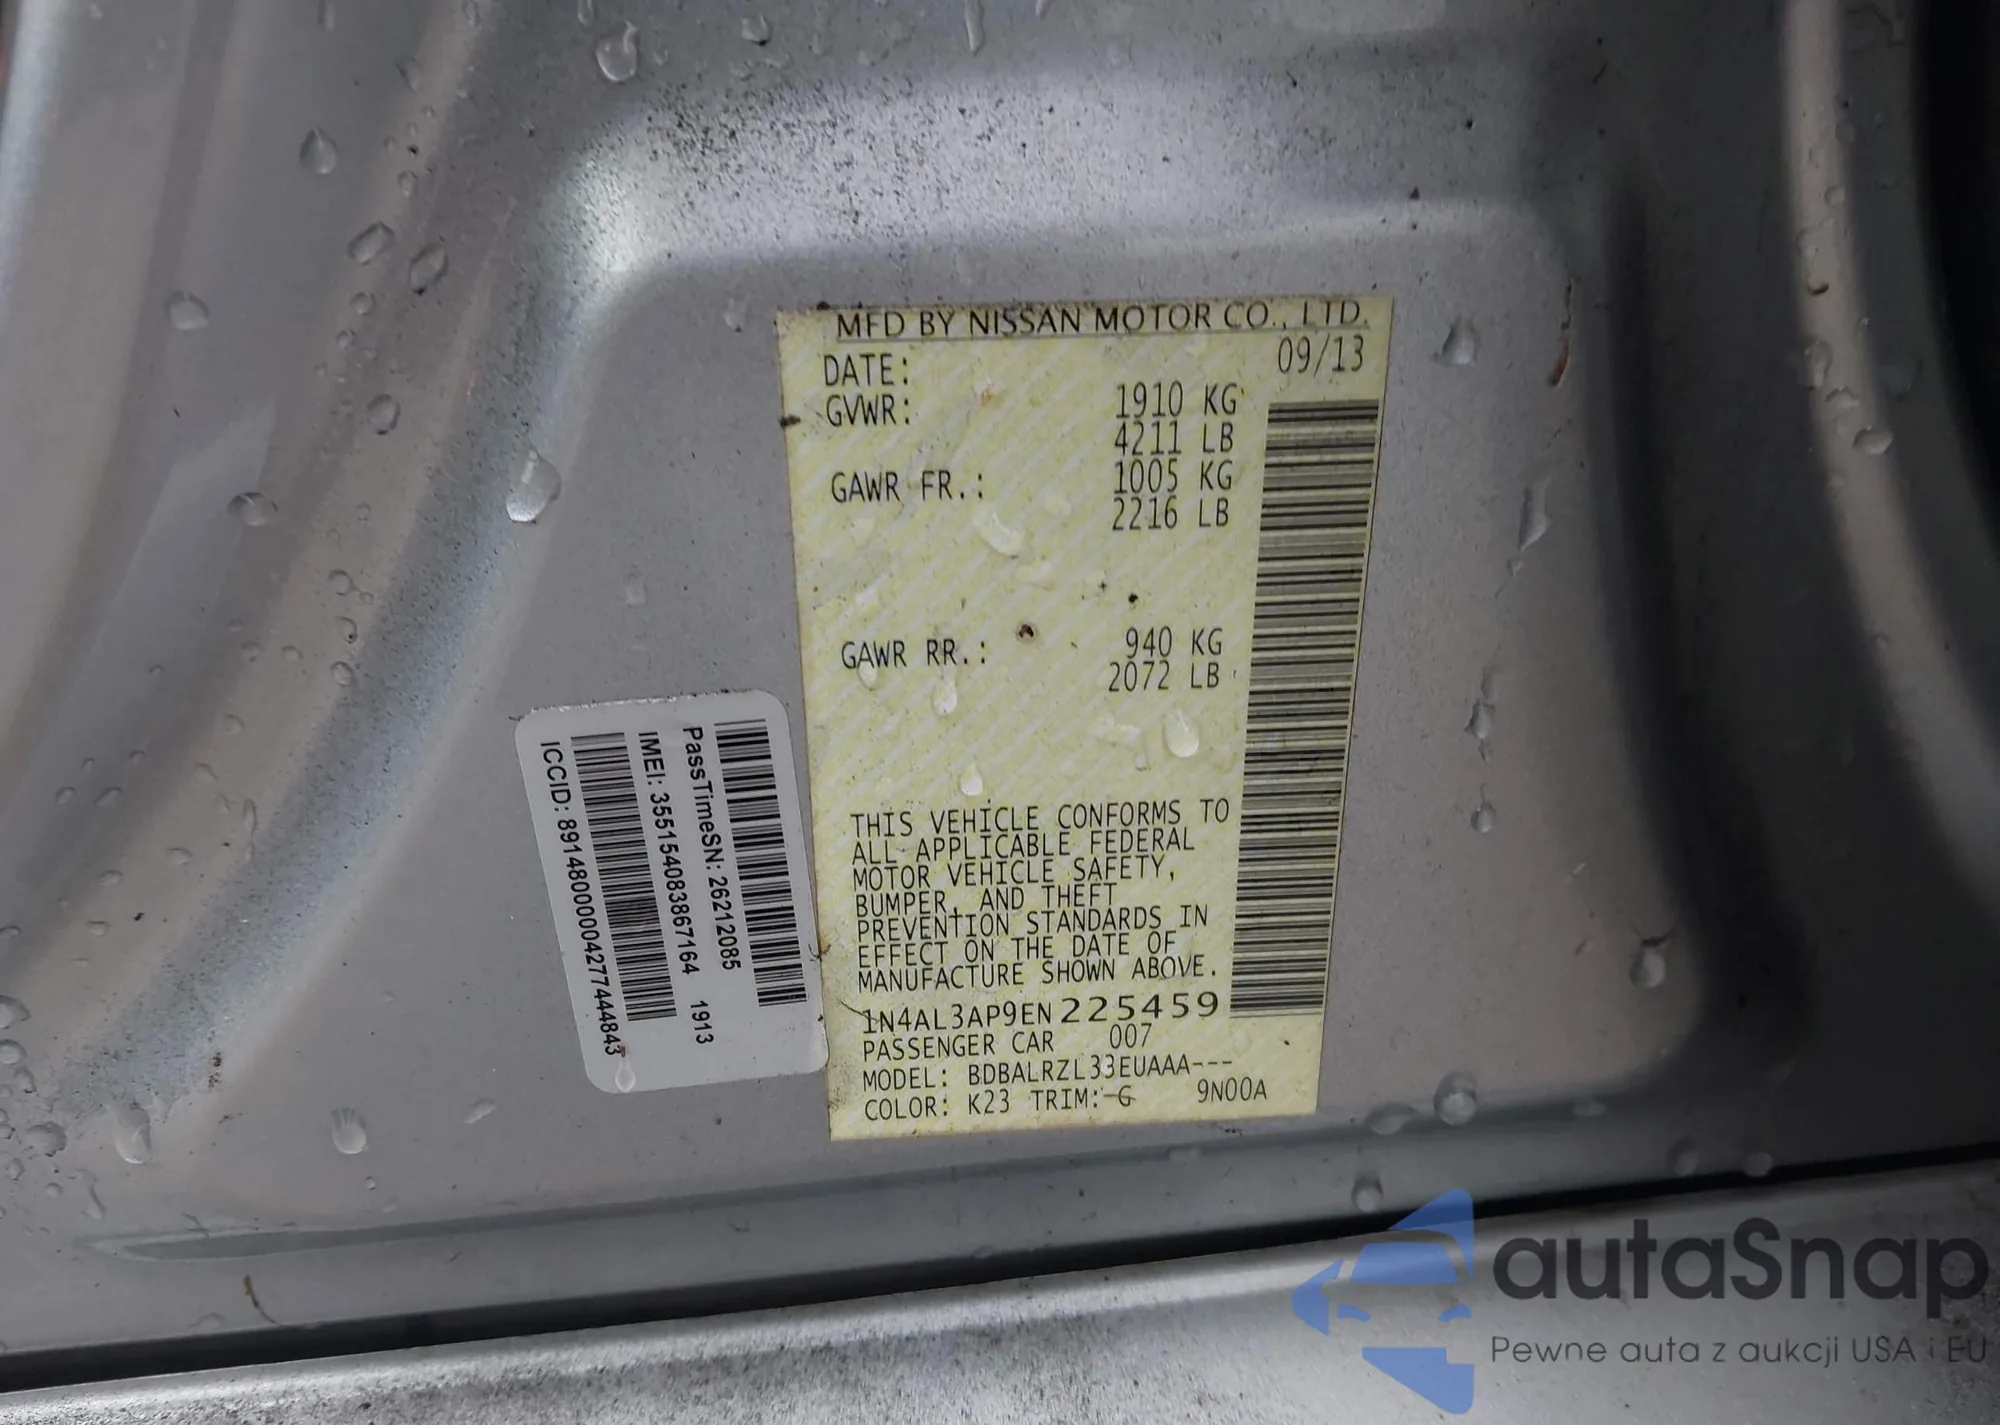 MFD BY NISSAN MOTOR CO., LTD.
DATE: 09/13
GVWR: 1910 KG
4211 LB
GAWR FR.: 1005 KG
2216 LB
GAWR RR.: 940 KG
2072 LB
THIS VEHICLE CONFORMS TO
ALL APPLICABLE FEDERAL
MOTOR VEHICLE SAFETY,
BUMPER, AND THEFT
PREVENTION STANDARDS IN
EFFECT ON THE DATE OF
MANUFACTURE SHOWN ABOVE.
1N4AL3AP9EN225459
PASSENGER CAR 007
MODEL: BDBALRZL33EUAAA---
COLOR: K23 TRIM: G 9N00A
PassTimeSN: 26212085
IMEI: 355154083867164 1913
ICCID: 89148000004277444843
autaSnap
Pewne auta z aukcji USA i EU